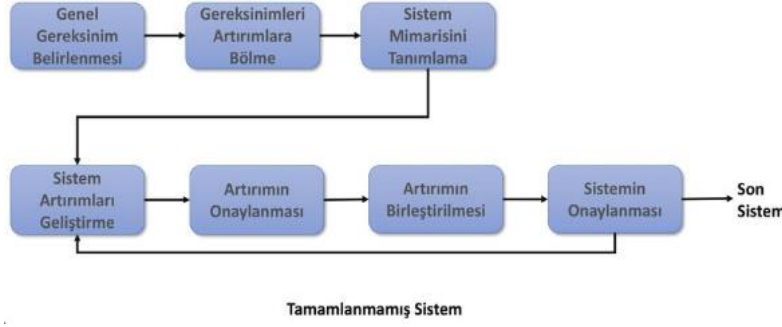 Genel
Gereksinim
Belirlenmesi
Gereksinimleri
Artırımlara
Bölme
Sistem
Mimarisini
Tanımlama
Sistem
Artırımları
Geliştirme
Artırımın
Onaylanması
Artırımın
Birleştirilmesi
Sistemin
Onaylanması
Son
Sistem
Tamamlanmamış Sistem